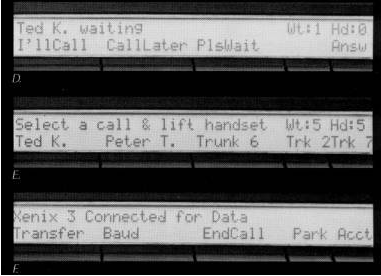 Ted K. waiting Wt:1 Hd:0
I'llCall CallLater PlsWait Answ
D.
Select a call & lift handset Wt:5 Hd:5
Ted K. Peter T. Trunk 6 Trk 2Trk 7
E.
Xenix 3 Connected for Data
Transfer Baud EndCall Park Acct
F.